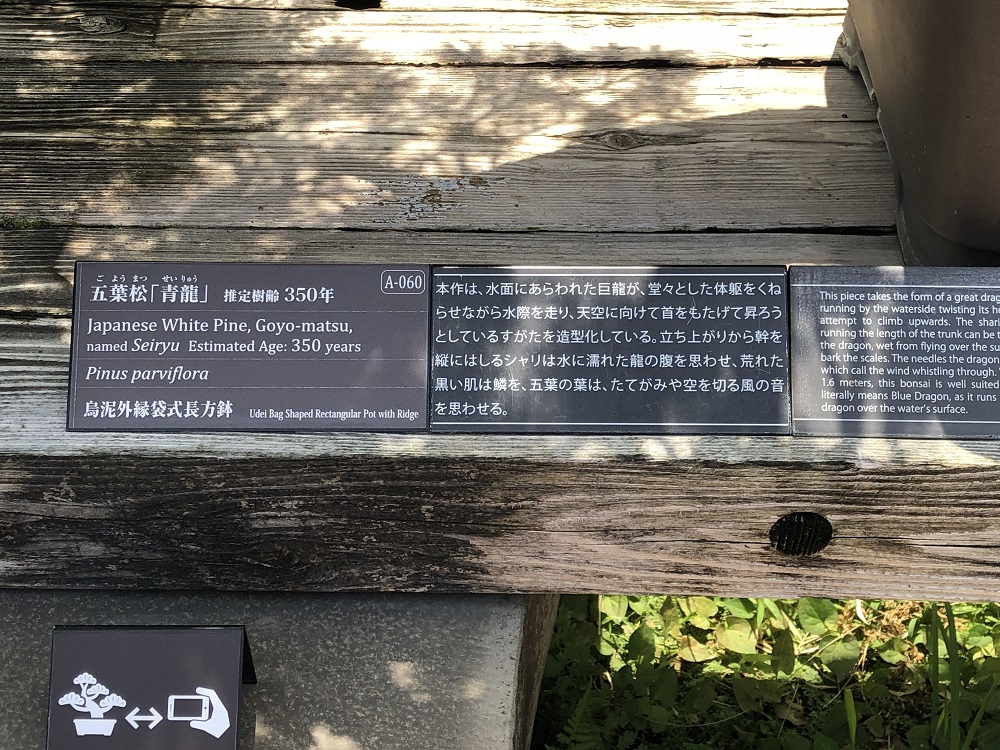 ご よう まつ せい りゅう
五葉松「青龍」 推定樹齢 350年
A-060
Japanese White Pine, Goyo-matsu,
named Seiryu Estimated Age: 350 years
Pinus parviflora
烏泥外縁袋式長方鉢 Udei Bag Shaped Rectangular Pot with Ridge
本作は、水面にあらわれた巨龍が、堂々とした体躯をくね
らせながら水際を走り、天空に向けて首をもたげて昇ろう
としているすがたを造型化している。立ち上がりから幹を
縦にはしるシャリは水に濡れた龍の腹を思わせ、荒れた
黒い肌は鱗を、五葉の葉は、たてがみや空を切る風の音
を思わせる。
This piece takes the form of a great drag
running by the waterside twisting its he
attempt to climb upwards. The shari
running the length of the trunk can be t
the dragon, wet from flying over the su
bark the scales. The needles the dragon
which call the wind whistling through.
1.6 meters, this bonsai is well suited
literally means Blue Dragon, as it runs
dragon over the water's surface.